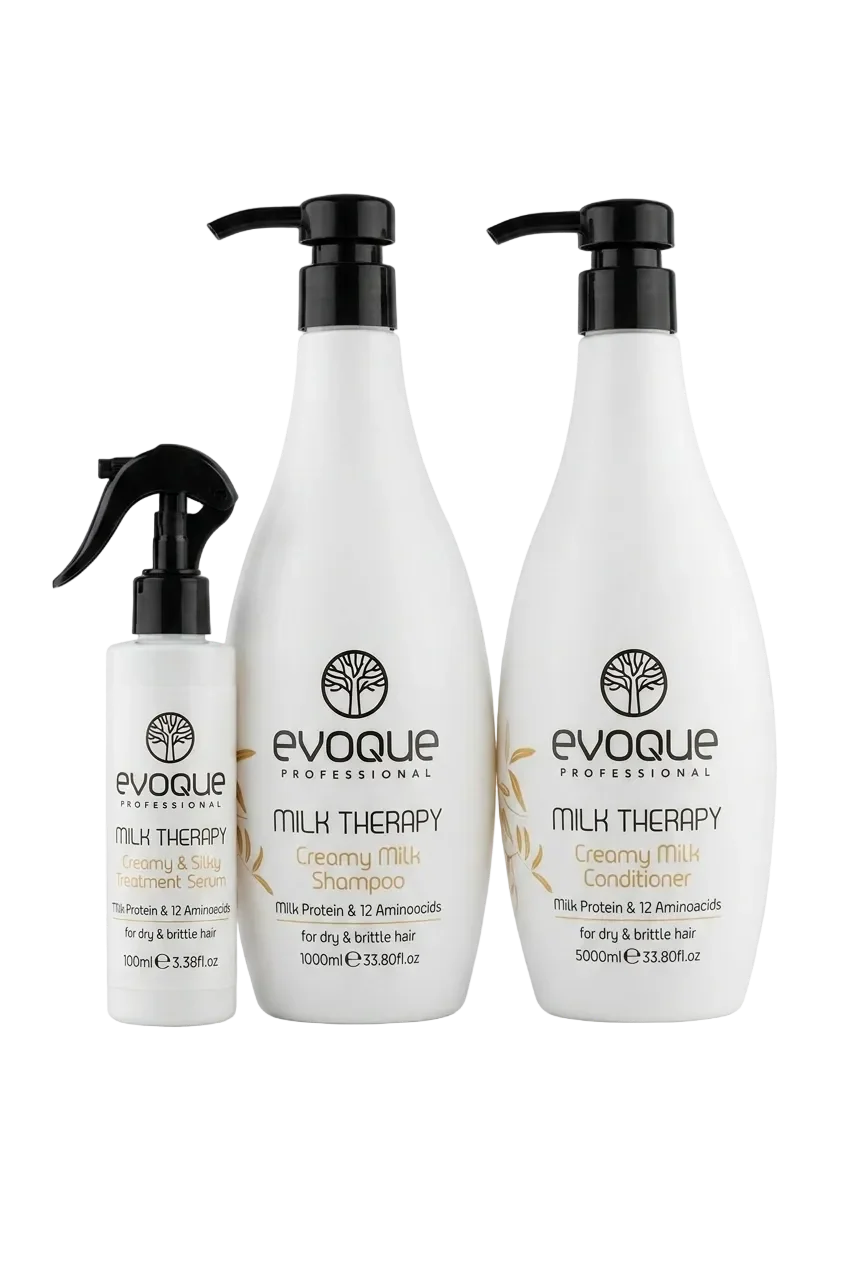 evoque
PROFESSIONAL
MILK THERAPY
Creamy & Silky
Treatment Serum
Milk Protein & 12 Aminoacids
for dry & brittle hair
100ml ℮ 3.38fl.oz
evoque
PROFESSIONAL
MILK THERAPY
Creamy Milk
Shampoo
Milk Protein & 12 Aminoocids
for dry & brittle hair
1000ml ℮ 33.80fl.oz
evoque
PROFESSIONAL
MILK THERAPY
Creamy Milk
Conditioner
Milk Protein & 12 Aminoacids
for dry & brittle hair
5000ml ℮ 33.80fl.oz